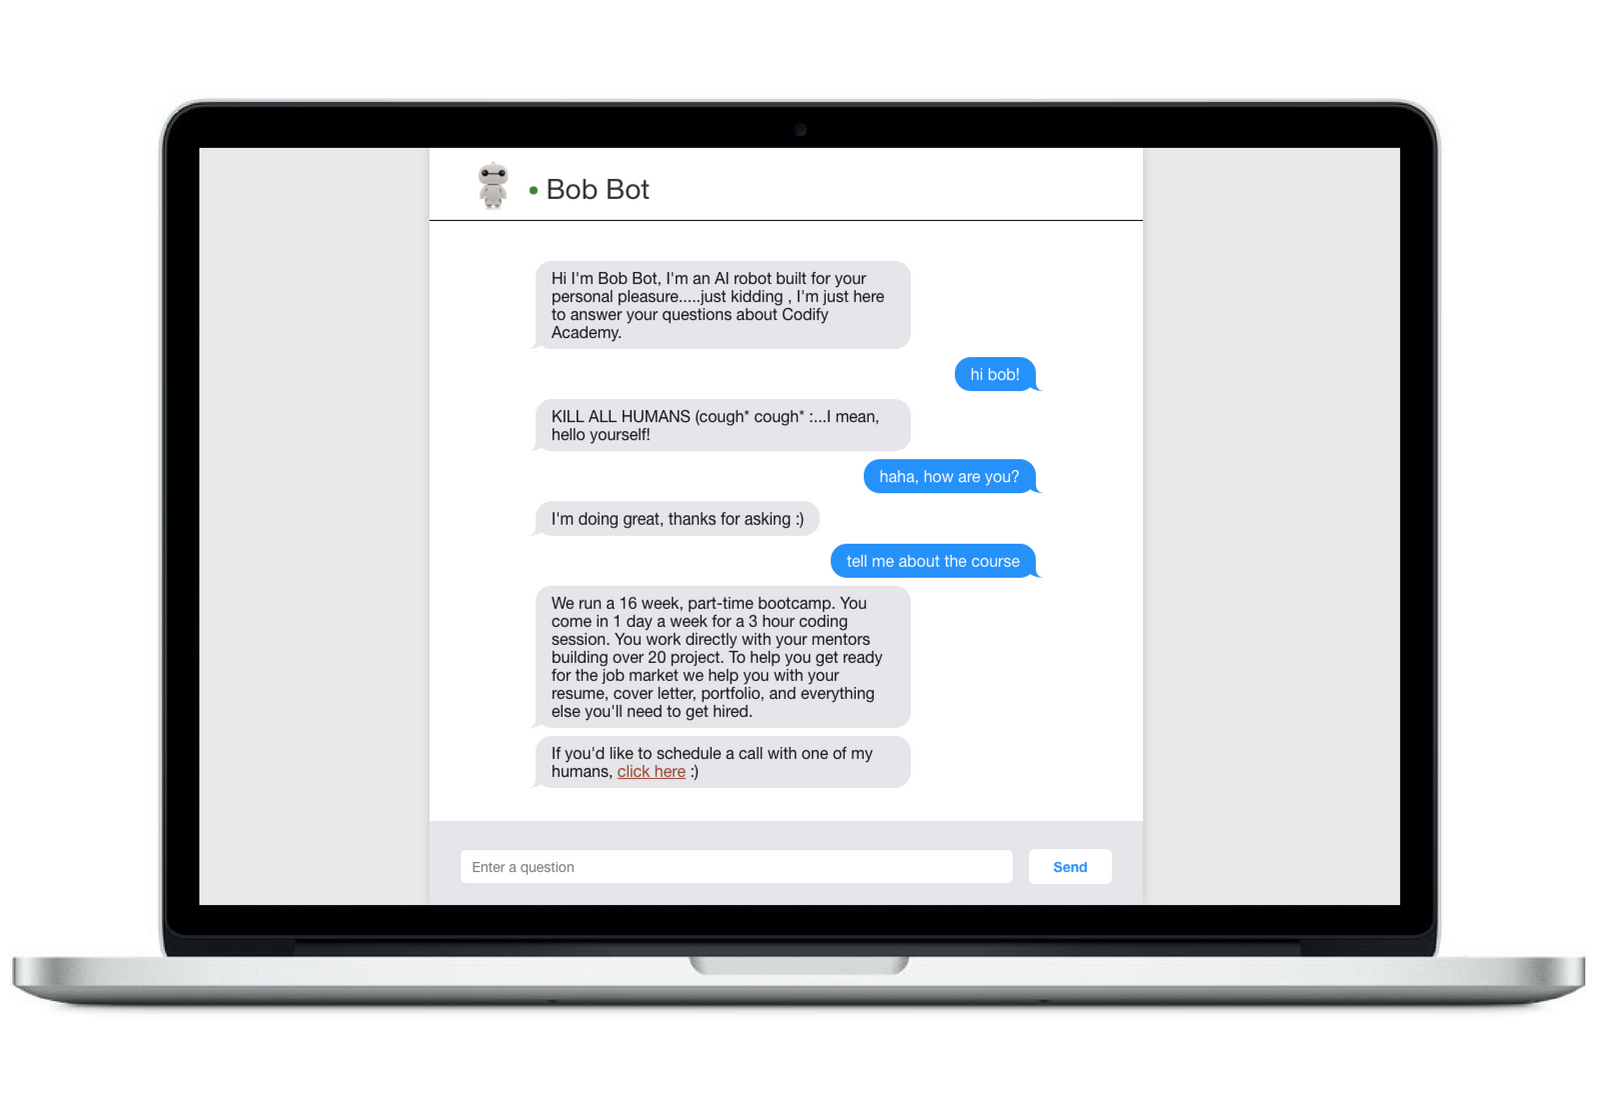 Bob Bot
Hi I'm Bob Bot, I'm an AI robot built for your
personal pleasure.....just kidding , I'm just here
to answer your questions about Codify
Academy.
hi bob!
KILL ALL HUMANS (cough* cough* :...I mean,
hello yourself!
haha, how are you?
I'm doing great, thanks for asking :)
tell me about the course
We run a 16 week, part-time bootcamp. You
come in 1 day a week for a 3 hour coding
session. You work directly with your mentors
building over 20 project. To help you get ready
for the job market we help you with your
resume, cover letter, portfolio, and everything
else you'll need to get hired.
If you'd like to schedule a call with one of my
humans, click here :)
Enter a question
Send